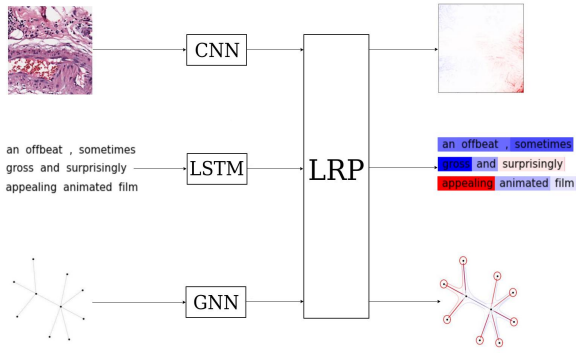 CNN
an offbeat , sometimes
gross and surprisingly
appealing animated film
LSTM
LRP
an offbeat , sometimes
gross and surprisingly
appealing animated film
GNN